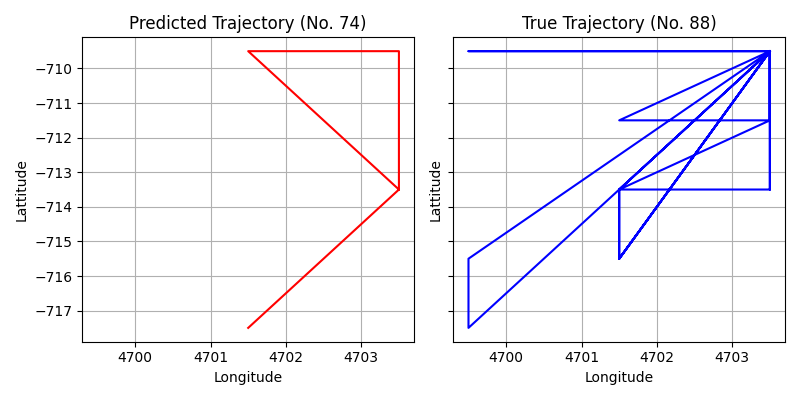 Predicted Trajectory (No. 74)
True Trajectory (No. 88)
Lattitude
−710
−711
−712
−713
−714
−715
−716
−717
4700
4701
4702
4703
Longitude
Lattitude
4700
4701
4702
4703
Longitude